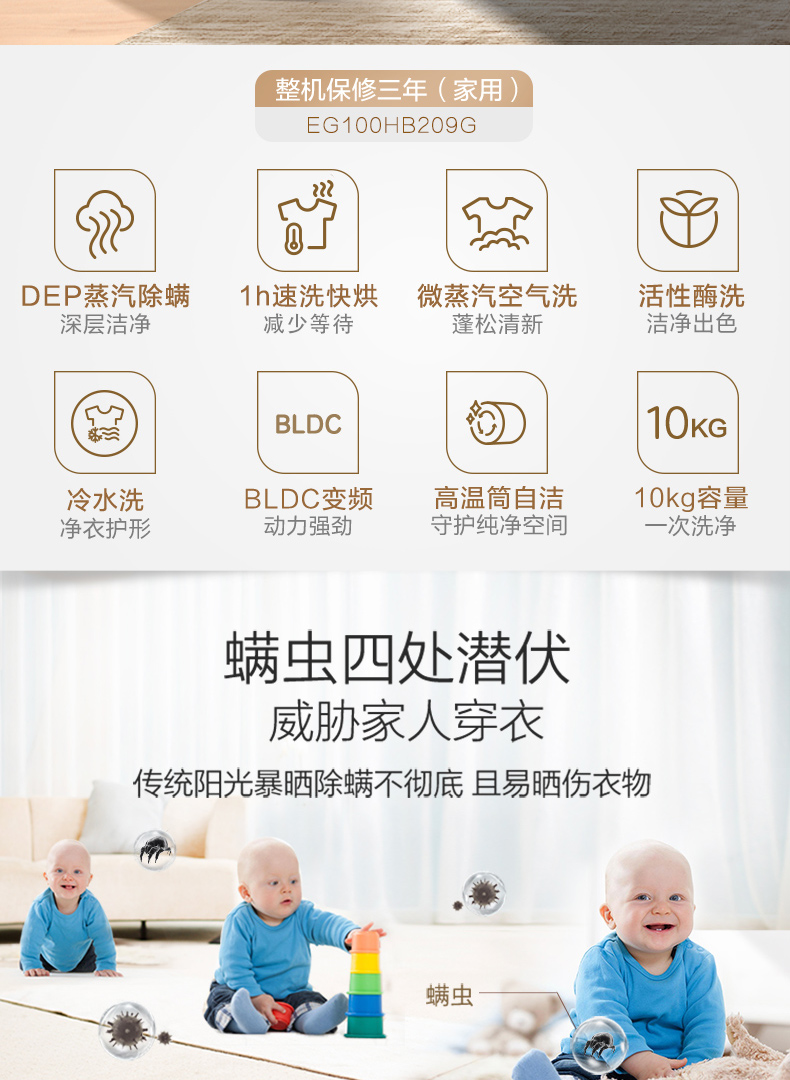 整机保修三年（家用）
EG100HB209G
DEP蒸汽除螨
深层洁净
1h速洗快烘
减少等待
微蒸汽空气洗
蓬松清新
活性酶洗
洁净出色
冷水洗
净衣护形
BLDC
BLDC变频
动力强劲
高温筒自洁
守护纯净空间
10KG
10kg容量
一次洗净
螨虫四处潜伏
威胁家人穿衣
传统阳光暴晒除螨不彻底 且易晒伤衣物
螨虫